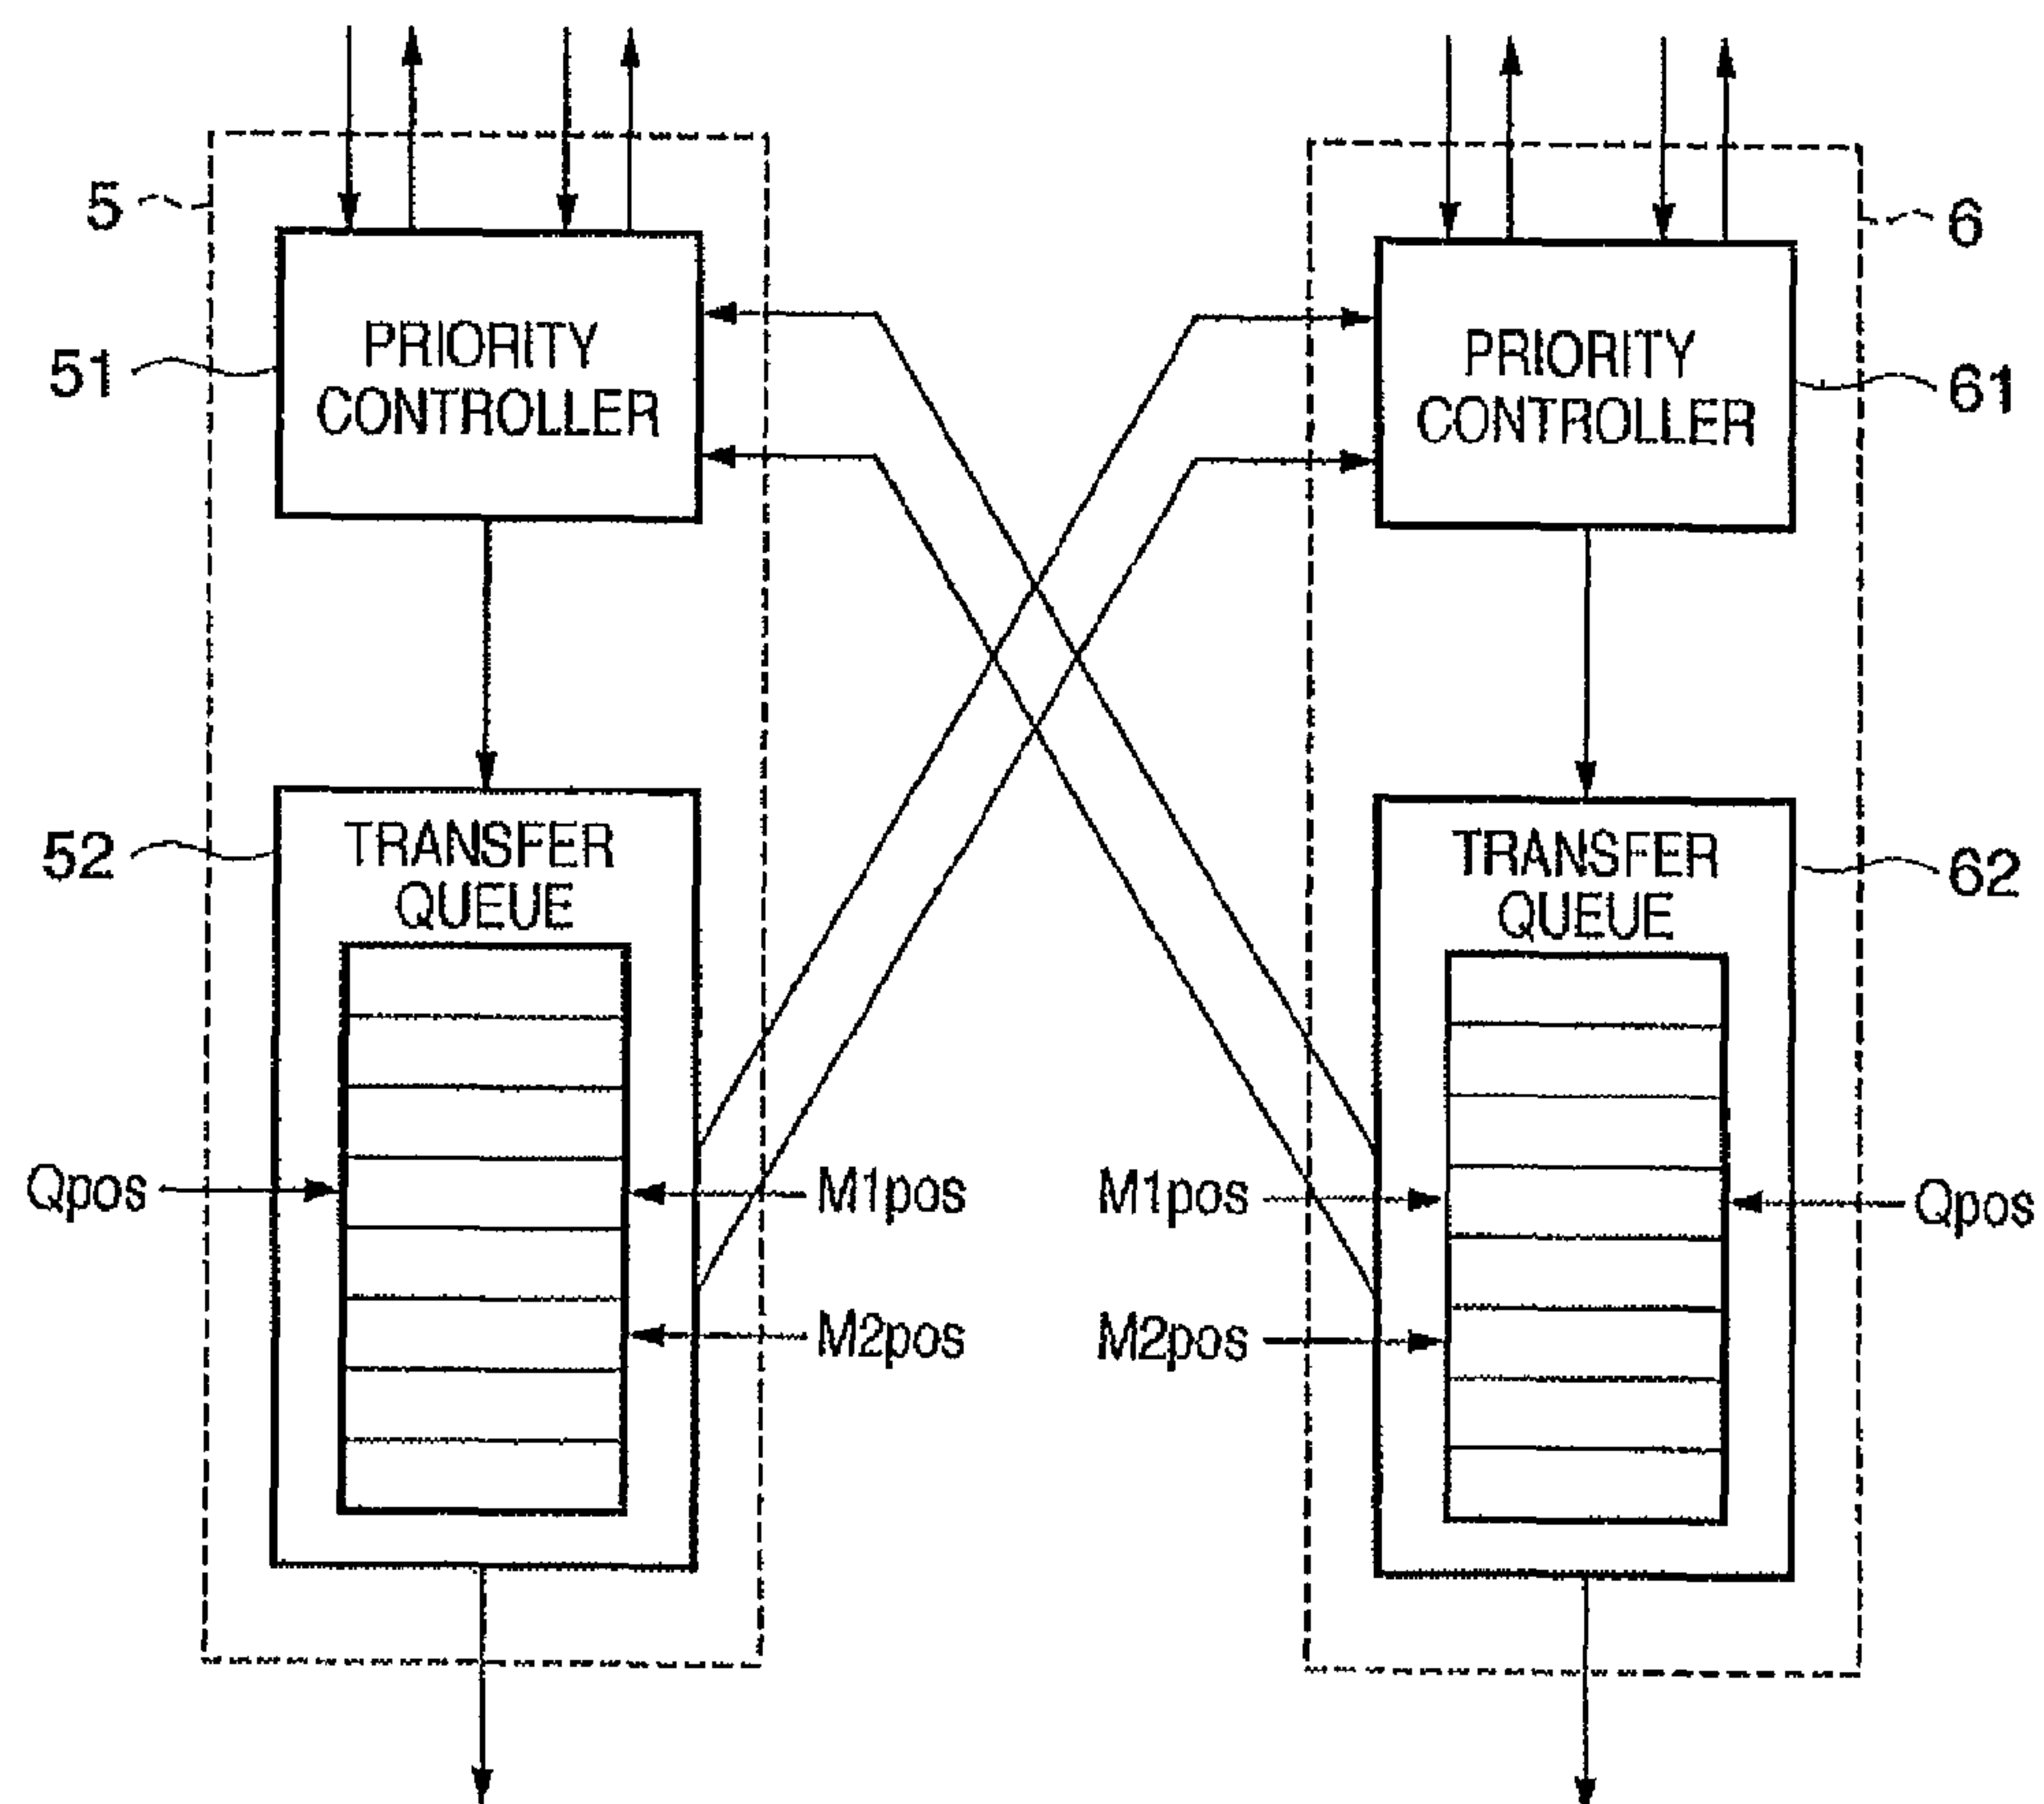 5
6
51
PRIORITY
CONTROLLER
PRIORITY
CONTROLLER
61
52
TRANSFER
QUEUE
TRANSFER
QUEUE
62
Qpos
M1pos
M1pos
Qpos
M2pos
M2pos